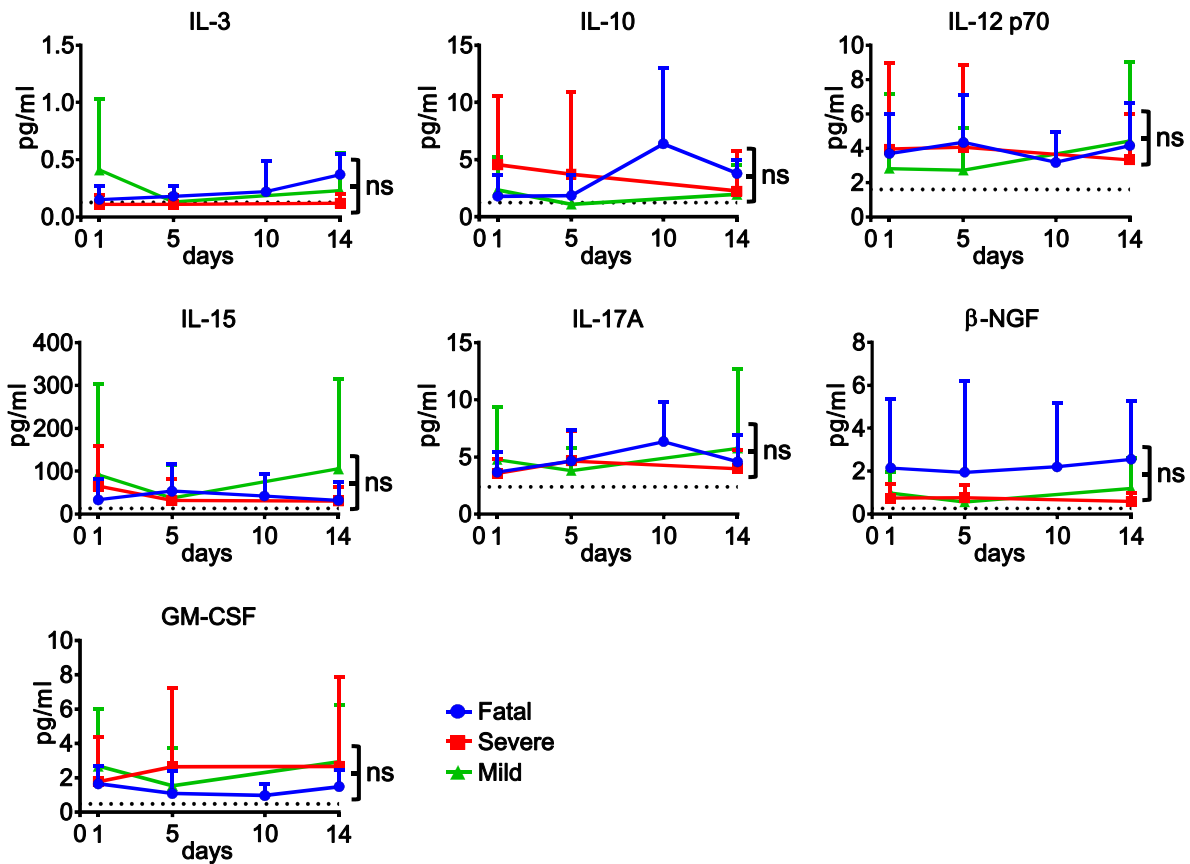 IL-3
1.5
1.0
0.5
0.0
pg/ml
0 1 5 10 14
days
ns
IL-10
15
10
5
0
pg/ml
0 1 5 10 14
days
ns
IL-12 p70
10
8
6
4
2
0
pg/ml
0 1 5 10 14
days
ns
IL-15
400
300
200
100
0
pg/ml
0 1 5 10 14
days
ns
IL-17A
15
10
5
0
pg/ml
0 1 5 10 14
days
ns
β-NGF
8
6
4
2
0
pg/ml
0 1 5 10 14
days
ns
GM-CSF
10
8
6
4
2
0
pg/ml
0 1 5 10 14
days
ns
Fatal
Severe
Mild